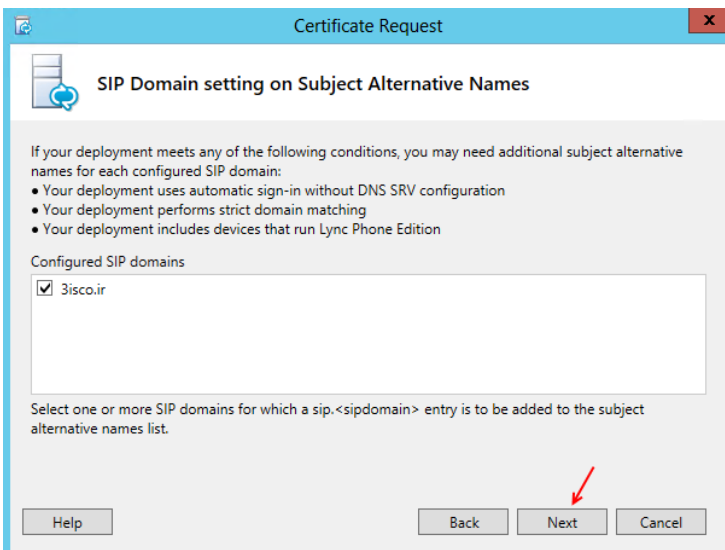 Certificate Request
x
SIP Domain setting on Subject Alternative Names
If your deployment meets any of the following conditions, you may need additional subject alternative
names for each configured SIP domain:
● Your deployment uses automatic sign-in without DNS SRV configuration
● Your deployment performs strict domain matching
● Your deployment includes devices that run Lync Phone Edition
Configured SIP domains
3isco.ir
Select one or more SIP domains for which a sip.<sipdomain> entry is to be added to the subject
alternative names list.
Help
Back
Next
Cancel